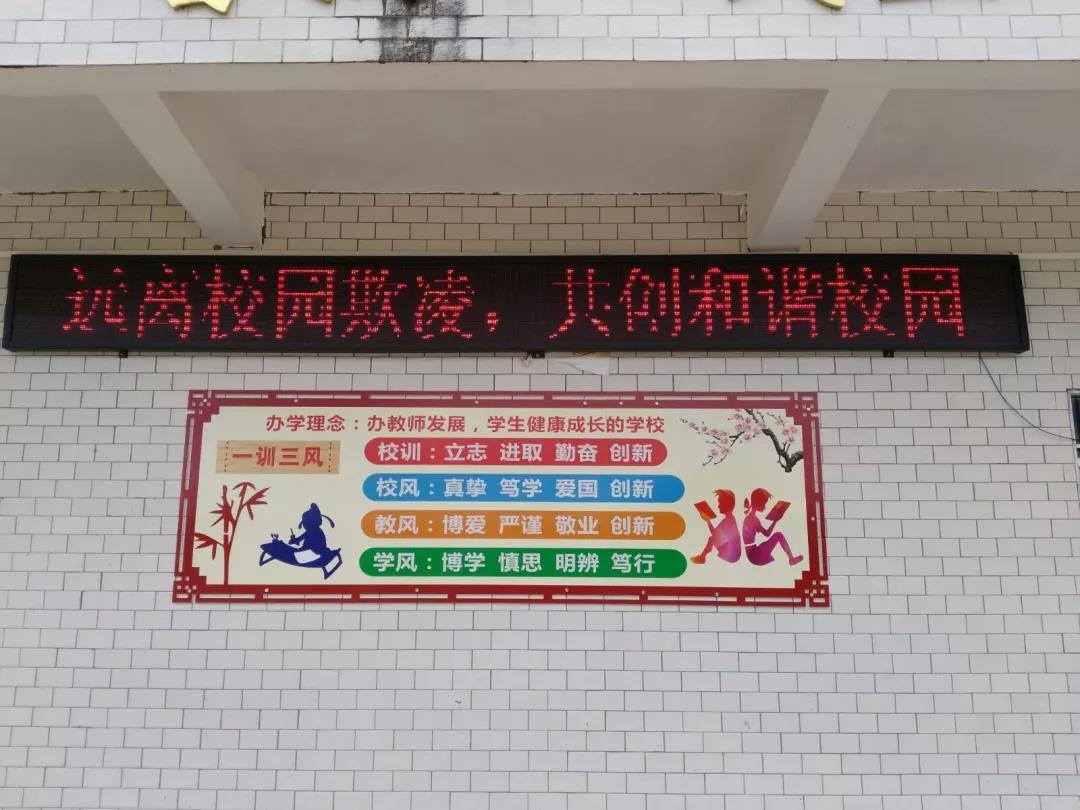 远离校园欺凌，共创和谐校园
办学理念：办教师发展，学生健康成长的学校
一训三风
校训：立志 进取 勤奋 创新
校风：真挚 笃学 爱国 创新
教风：博爱 严谨 敬业 创新
学风：博学 慎思 明辨 笃行